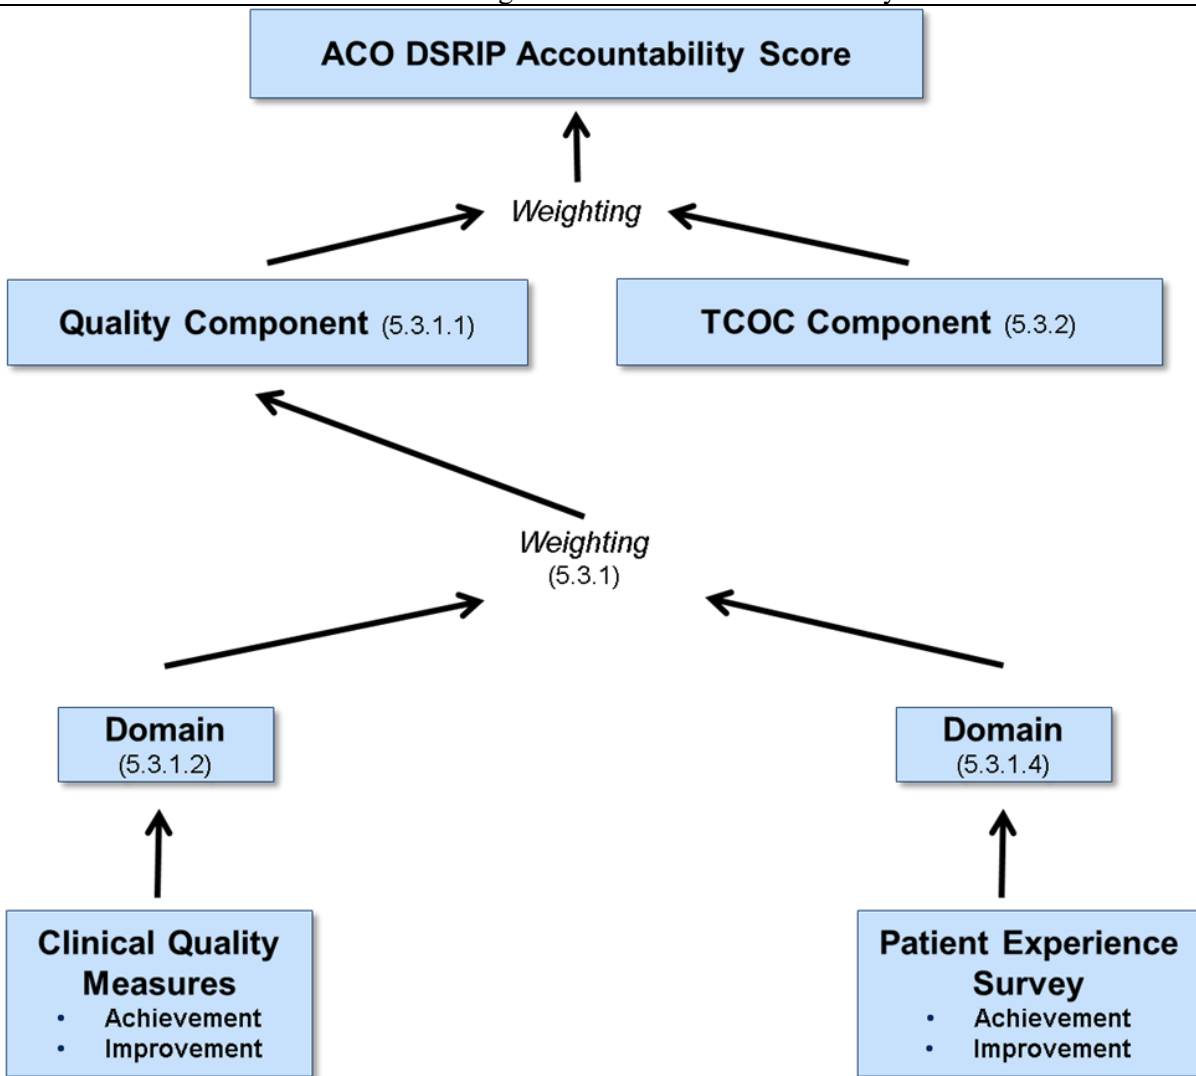 ACO DSRIP Accountability Score
Weighting
Quality Component (5.3.1.1)
TCOC Component (5.3.2)
Weighting
(5.3.1)
Domain
(5.3.1.2)
Domain
(5.3.1.4)
Clinical Quality
Measures
• Achievement
• Improvement
Patient Experience
Survey
• Achievement
• Improvement